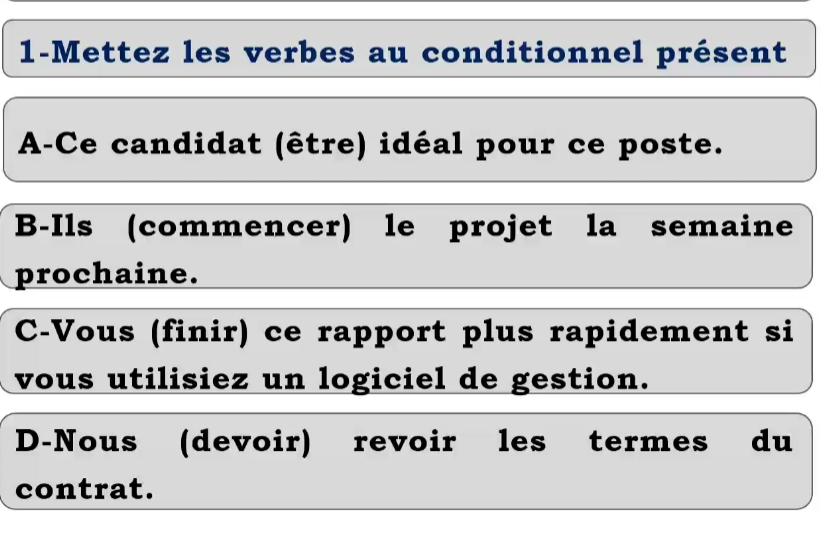 1-Mettez les verbes au conditionnel présent
A-Ce candidat (être) idéal pour ce poste.
B-Ils (commencer) le projet la semaine
prochaine.
C-Vous (finir) ce rapport plus rapidement si
vous utilisiez un logiciel de gestion.
D-Nous (devoir) revoir les termes du
contrat.